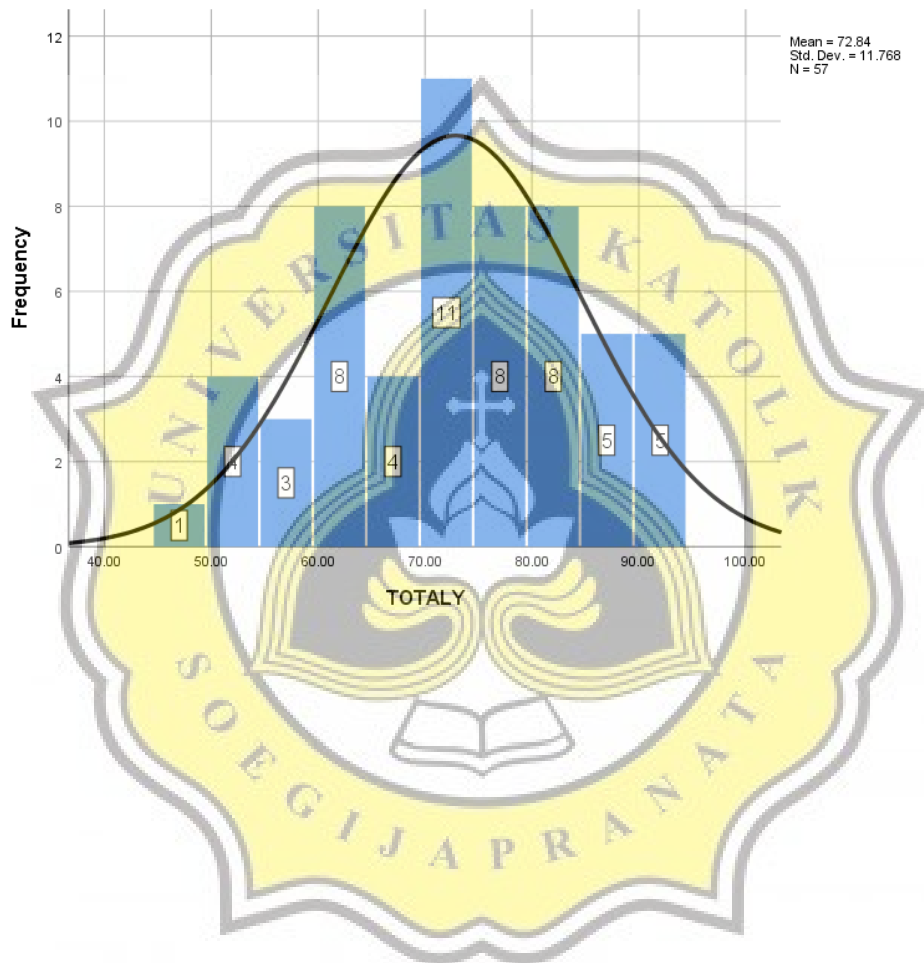 Mean = 72.84
Std. Dev. = 11.768
N = 57
Frequency
12
10
8
6
4
2
0
1
4
3
8
4
11
8
8
5
5
40.00 50.00 60.00 70.00 80.00 90.00 100.00
TOTALY
UNIVERSITAS KATOLIK
SOEGIJAPRANATA